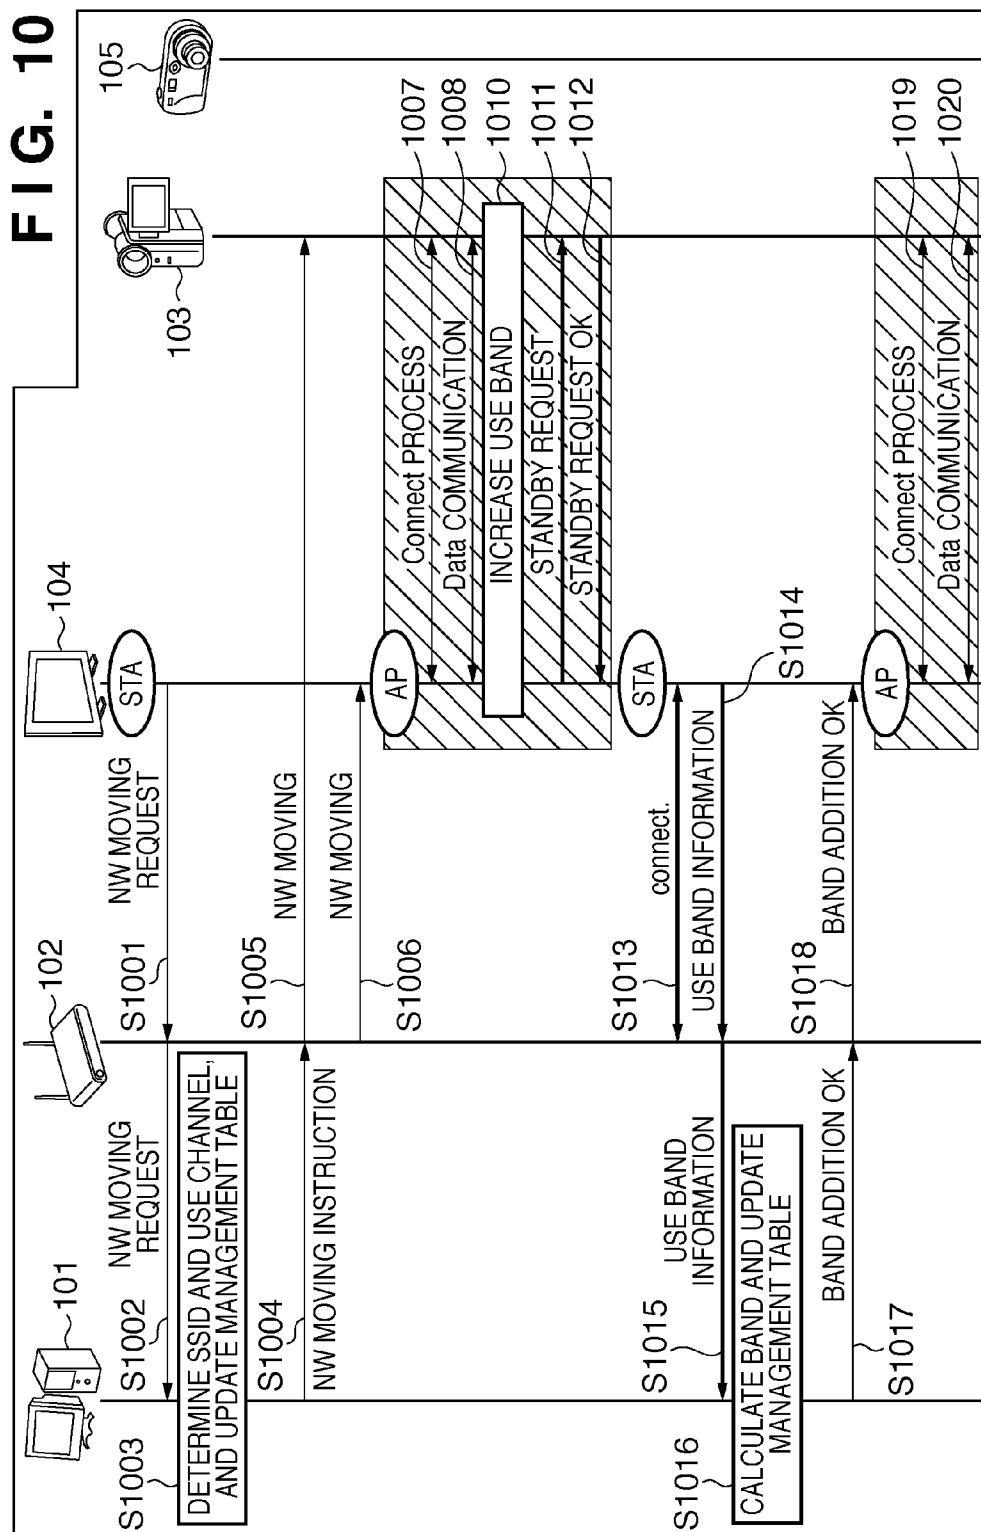 FIG. 10
101
102
104
103
105
STA
S1001
NW MOVING
REQUEST
S1002
NW MOVING
REQUEST
S1003
DETERMINE SSID AND USE CHANNEL,
AND UPDATE MANAGEMENT TABLE
S1004
NW MOVING INSTRUCTION
S1005
NW MOVING
S1006
NW MOVING
AP
Connect PROCESS
1007
Data COMMUNICATION
1008
INCREASE USE BAND
1010
STANDBY REQUEST
1011
STANDBY REQUEST OK
1012
STA
S1013
connect.
USE BAND INFORMATION
S1014
S1015
USE BAND
INFORMATION
S1016
CALCULATE BAND AND UPDATE
MANAGEMENT TABLE
S1017
BAND ADDITION OK
S1018
BAND ADDITION OK
AP
Connect PROCESS
1019
Data COMMUNICATION
1020